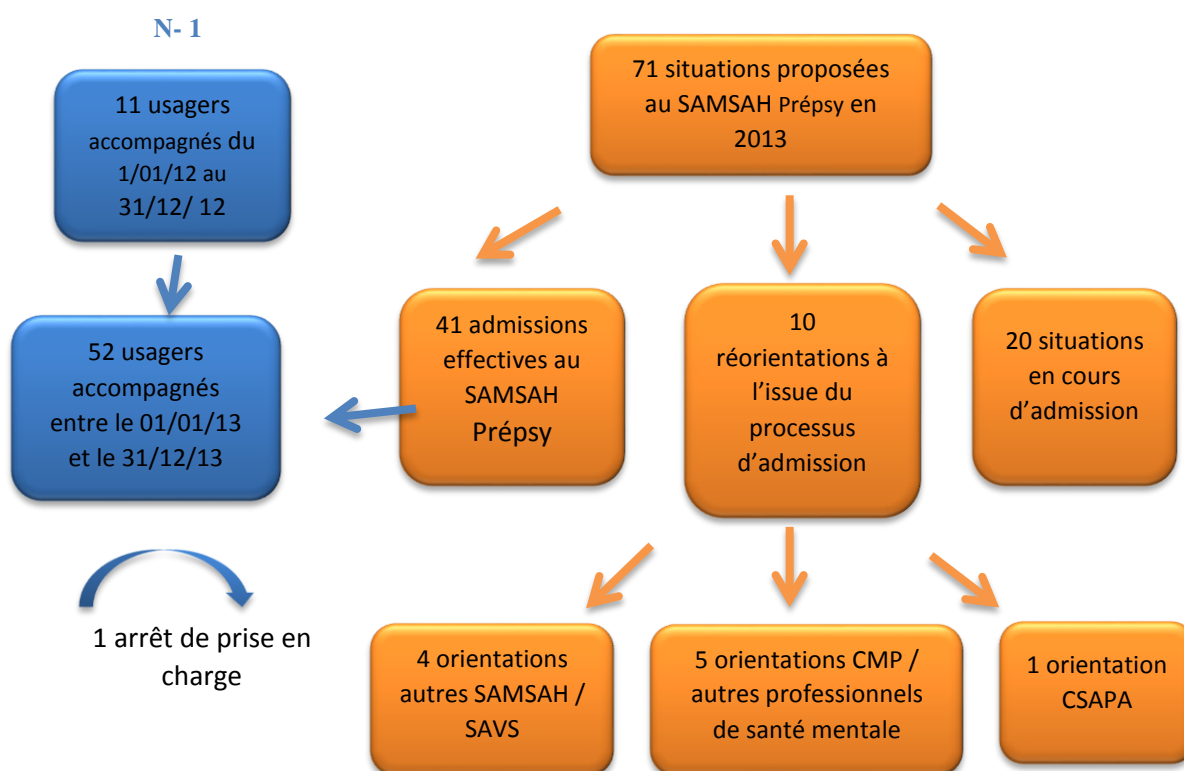 N- 1
11 usagers
accompagnés du
1/01/12 au
31/12/ 12
52 usagers
accompagnés
entre le 01/01/13
et le 31/12/13
1 arrêt de prise en
charge
71 situations proposées
au SAMSAH Prépsy en
2013
41 admissions
effectives au
SAMSAH
Prépsy
10
réorientations à
l’issue du
processus
d’admission
20 situations
en cours
d’admission
4 orientations
autres SAMSAH /
SAVS
5 orientations CMP /
autres professionnels
de santé mentale
1 orientation
CSAPA